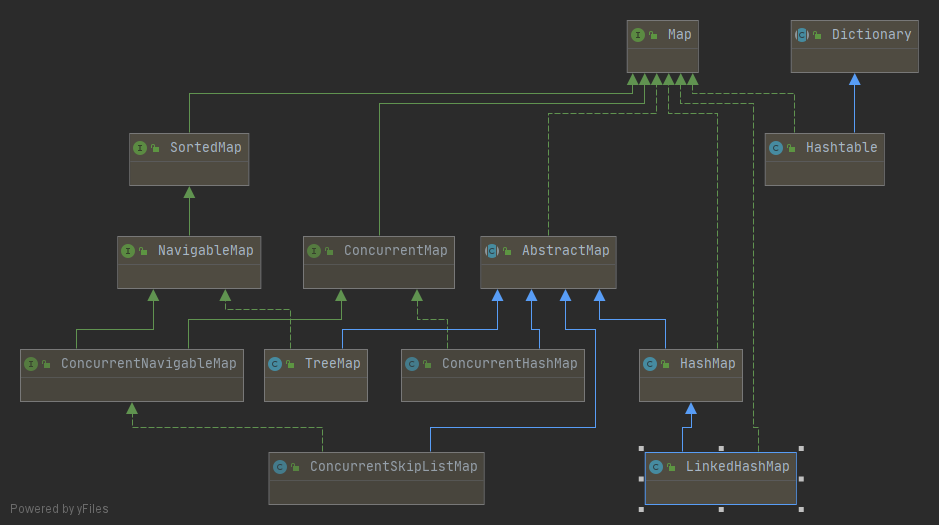 Map
Dictionary
SortedMap
Hashtable
NavigableMap
ConcurrentMap
AbstractMap
ConcurrentNavigableMap
TreeMap
ConcurrentHashMap
HashMap
ConcurrentSkipListMap
LinkedHashMap
Powered by yFiles